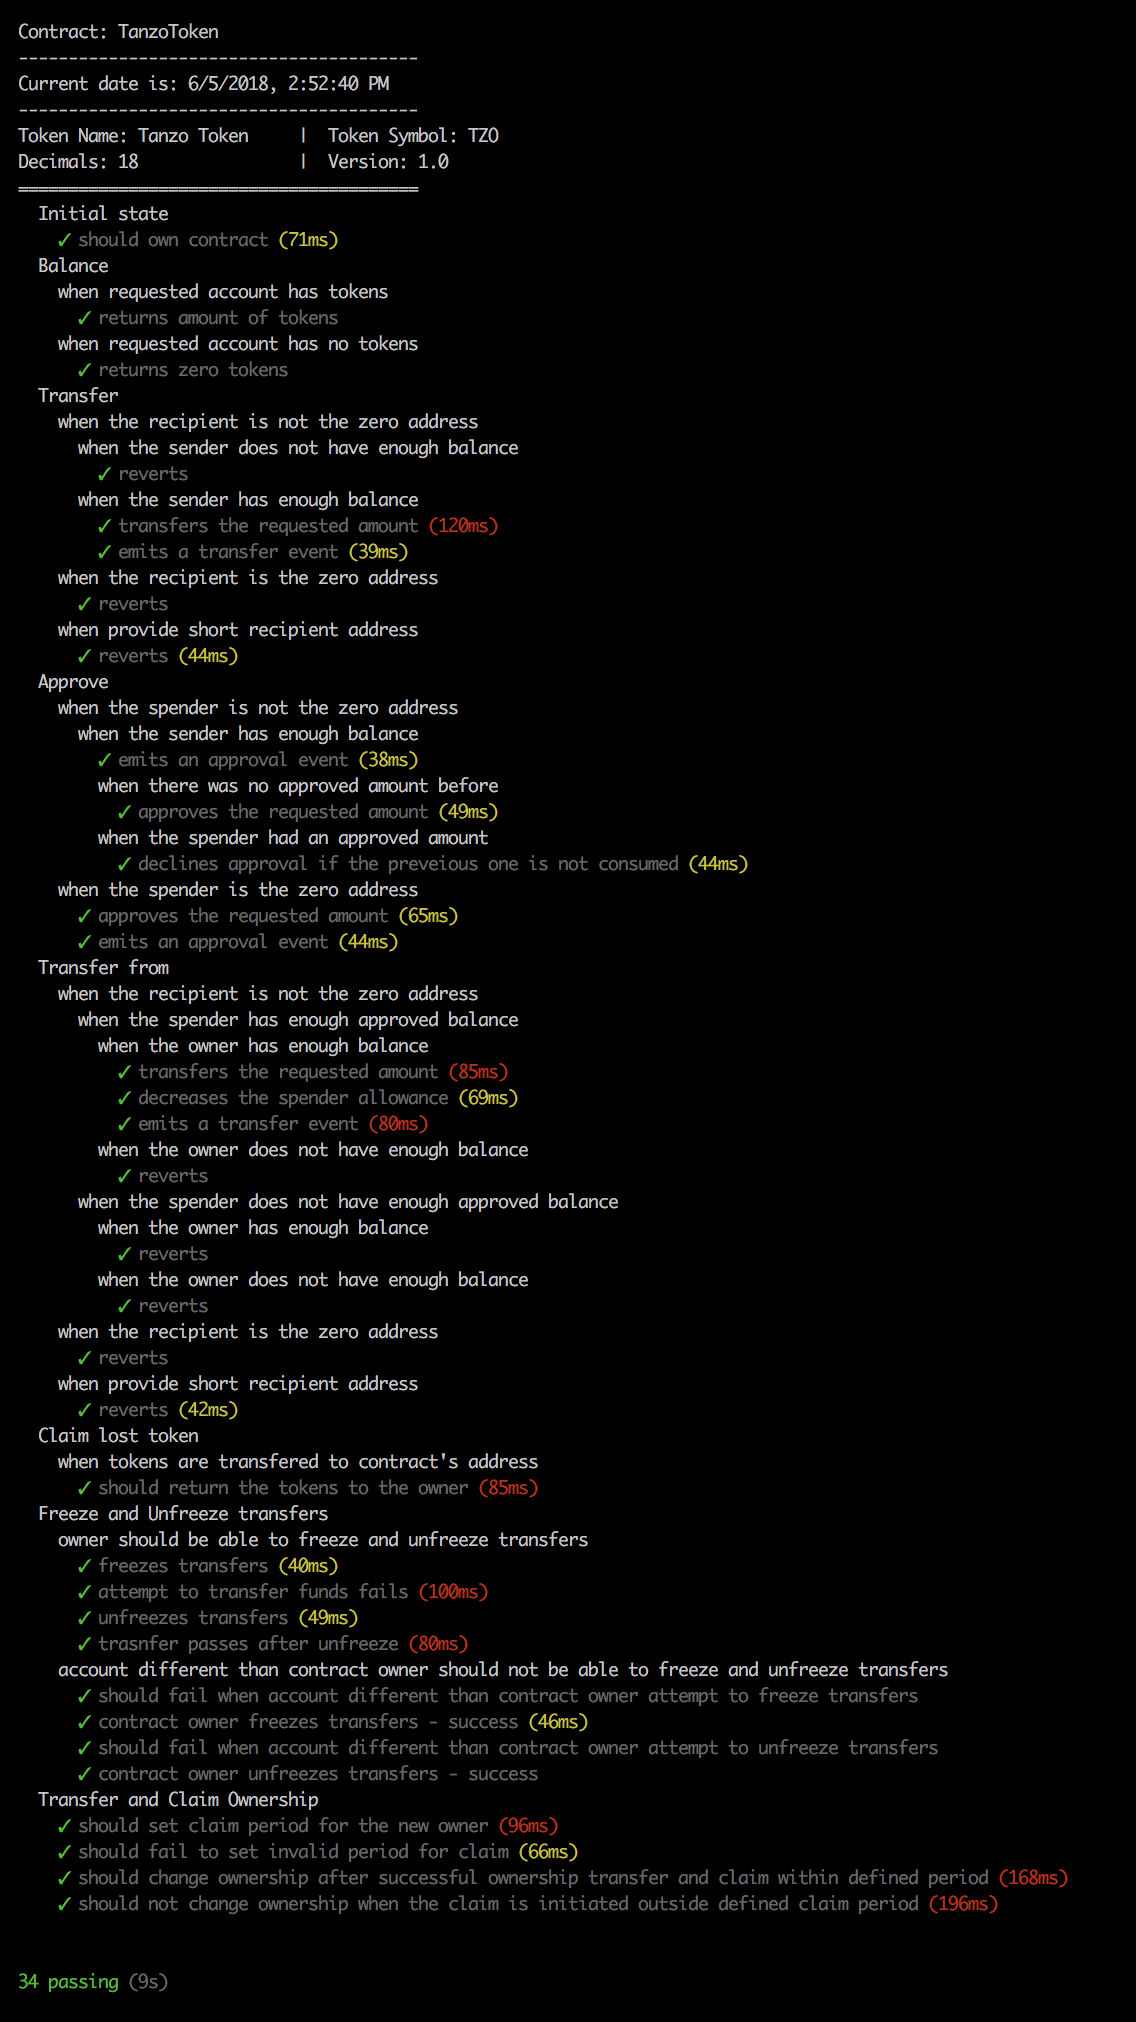 Contract: TanzoToken
----------------------------------------
Current date is: 6/5/2018, 2:52:40 PM
----------------------------------------
Token Name: Tanzo Token     |  Token Symbol: TZO
Decimals: 18                |  Version: 1.0
========================================
  Initial state
    ✓ should own contract (71ms)
  Balance
    when requested account has tokens
      ✓ returns amount of tokens
    when requested account has no tokens
      ✓ returns zero tokens
  Transfer
    when the recipient is not the zero address
      when the sender does not have enough balance
        ✓ reverts
      when the sender has enough balance
        ✓ transfers the requested amount (120ms)
        ✓ emits a transfer event (39ms)
    when the recipient is the zero address
      ✓ reverts
    when provide short recipient address
      ✓ reverts (44ms)
  Approve
    when the spender is not the zero address
      when the sender has enough balance
        ✓ emits an approval event (38ms)
        when there was no approved amount before
          ✓ approves the requested amount (49ms)
        when the spender had an approved amount
          ✓ declines approval if the preveious one is not consumed (44ms)
    when the spender is the zero address
      ✓ approves the requested amount (65ms)
      ✓ emits an approval event (44ms)
  Transfer from
    when the recipient is not the zero address
      when the spender has enough approved balance
        when the owner has enough balance
          ✓ transfers the requested amount (85ms)
          ✓ decreases the spender allowance (69ms)
          ✓ emits a transfer event (80ms)
        when the owner does not have enough balance
          ✓ reverts
      when the spender does not have enough approved balance
        when the owner has enough balance
          ✓ reverts
        when the owner does not have enough balance
          ✓ reverts
    when the recipient is the zero address
      ✓ reverts
    when provide short recipient address
      ✓ reverts (42ms)
  Claim lost token
    when tokens are transfered to contract's address
      ✓ should return the tokens to the owner (85ms)
  Freeze and Unfreeze transfers
    owner should be able to freeze and unfreeze transfers
      ✓ freezes transfers (40ms)
      ✓ attempt to transfer funds fails (100ms)
      ✓ unfreezes transfers (49ms)
      ✓ trasnfer passes after unfreeze (80ms)
    account different than contract owner should not be able to freeze and unfreeze transfers
      ✓ should fail when account different than contract owner attempt to freeze transfers
      ✓ contract owner freezes transfers - success (46ms)
      ✓ should fail when account different than contract owner attempt to unfreeze transfers
      ✓ contract owner unfreezes transfers - success
  Transfer and Claim Ownership
    ✓ should set claim period for the new owner (96ms)
    ✓ should fail to set invalid period for claim (66ms)
    ✓ should change ownership after successful ownership transfer and claim within defined period (168ms)
    ✓ should not change ownership when the claim is initiated outside defined claim period (196ms)
34 passing (9s)